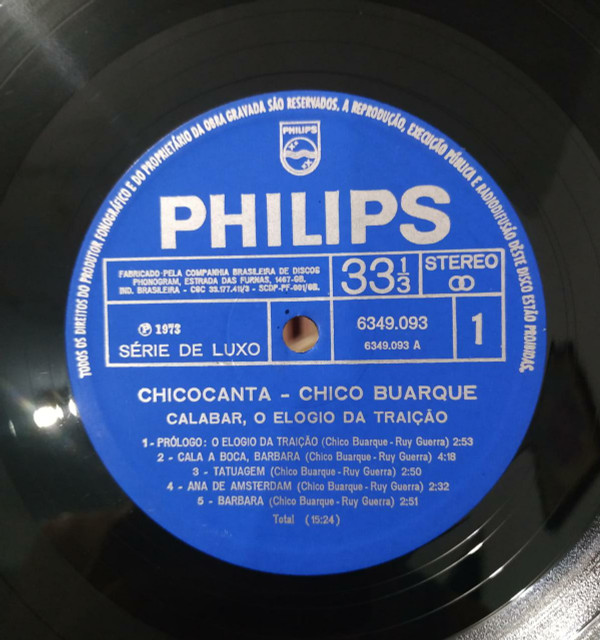 TODOS OS DIREITOS DO PRODUTOR FONOGRÁFICO E DO PROPRIETÁRIO DA OBRA GRAVADA SÃO RESERVADOS. A REPRODUÇÃO, EXECUÇÃO PÚBLICA E RADIODIFUSÃO DÊSTE DISCO ESTÃO PROIBIDAS.
PHILIPS
PHILIPS
FABRICADO PELA COMPANHIA BRASILEIRA DE DISCOS
PHONOGRAM, ESTRADA DAS FURNAS, 1467-GB.
IND. BRASILEIRA - CGC 33.177.411/3 - SCDP-PF-001/GB.
33 1/3
STEREO
℗ 1973
SÉRIE DE LUXO
6349.093
6349.093 A
1
CHICOCANTA - CHICO BUARQUE
CALABAR, O ELOGIO DA TRAIÇÃO
1 - PRÓLOGO: O ELOGIO DA TRAIÇÃO (Chico Buarque - Ruy Guerra) 2:53
2 - CALA A BOCA, BARBARA (Chico Buarque - Ruy Guerra) 4:18
3 - TATUAGEM (Chico Buarque - Ruy Guerra) 2:50
4 - ANA DE AMSTERDAM (Chico Buarque - Ruy Guerra) 2:32
5 - BARBARA (Chico Buarque - Ruy Guerra) 2:51
Total (15:24)